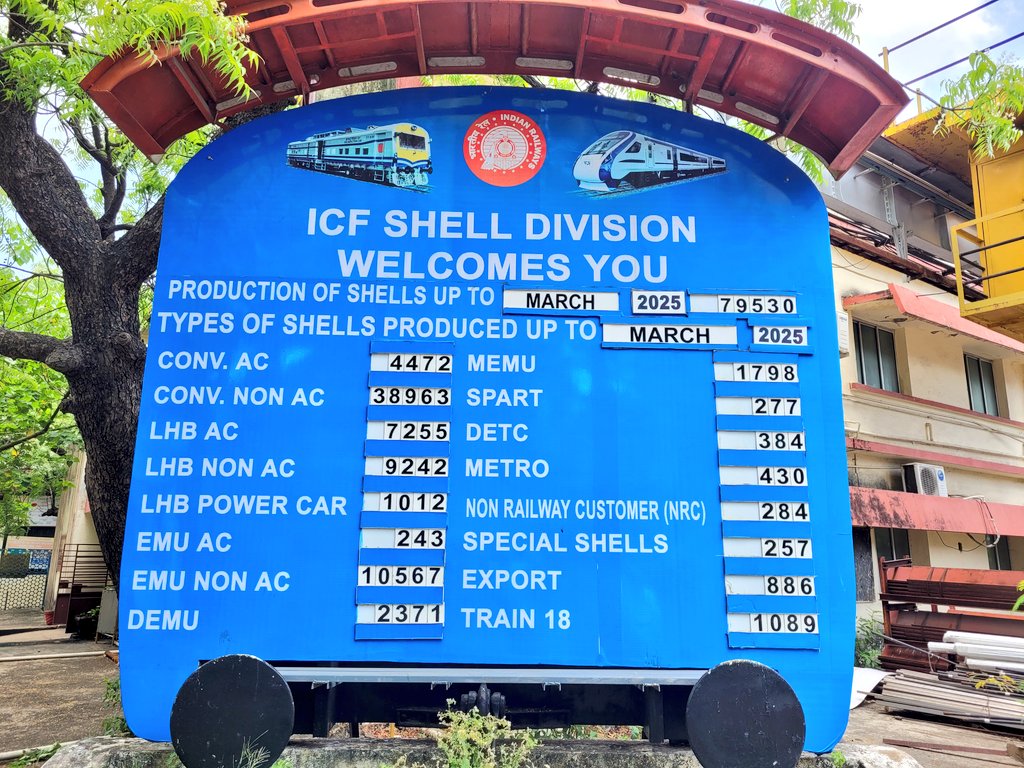 भारतीय रेल INDIAN RAILWAYS
ICF SHELL DIVISION
WELCOMES YOU
PRODUCTION OF SHELLS UP TO MARCH 2025 79530
TYPES OF SHELLS PRODUCED UP TO MARCH 2025
CONV. AC 4472 MEMU 1798
CONV. NON AC 38963 SPART 277
LHB AC 7255 DETC 384
LHB NON AC 9242 METRO 430
LHB POWER CAR 1012 NON RAILWAY CUSTOMER (NRC) 284
EMU AC 243 SPECIAL SHELLS 257
EMU NON AC 10567 EXPORT 886
DEMU 2371 TRAIN 18 1089